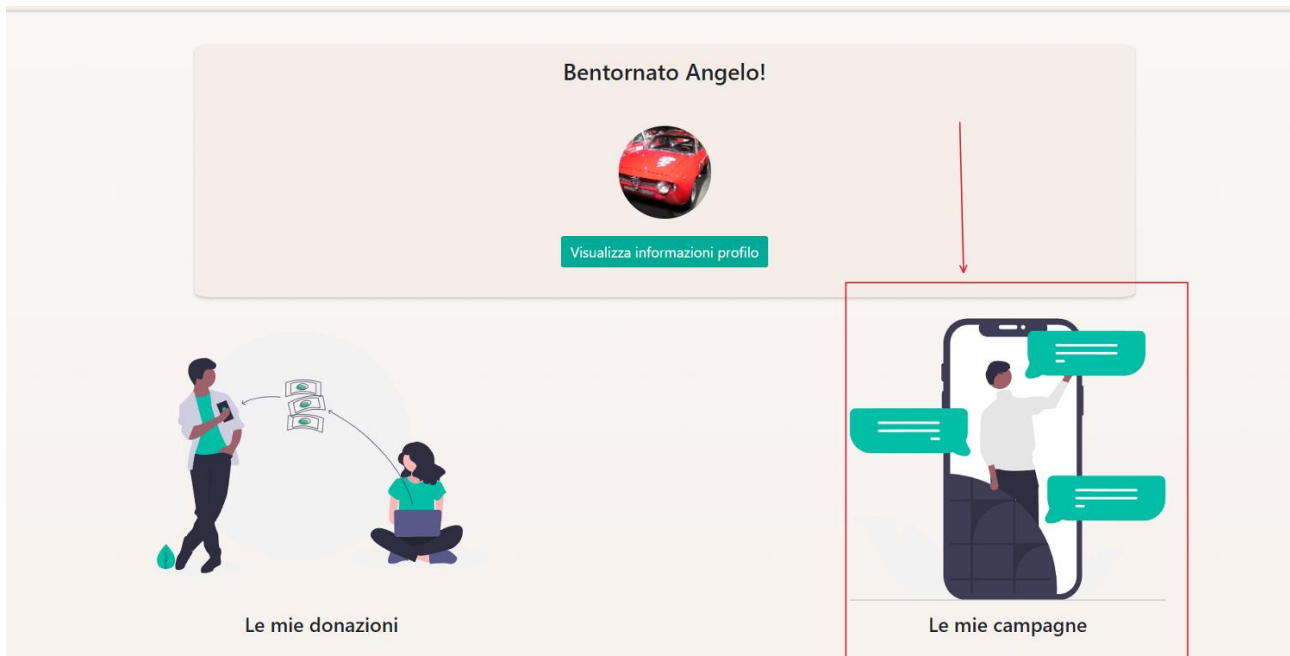 Bentornato Angelo!
Visualizza informazioni profilo
Le mie donazioni
Le mie campagne